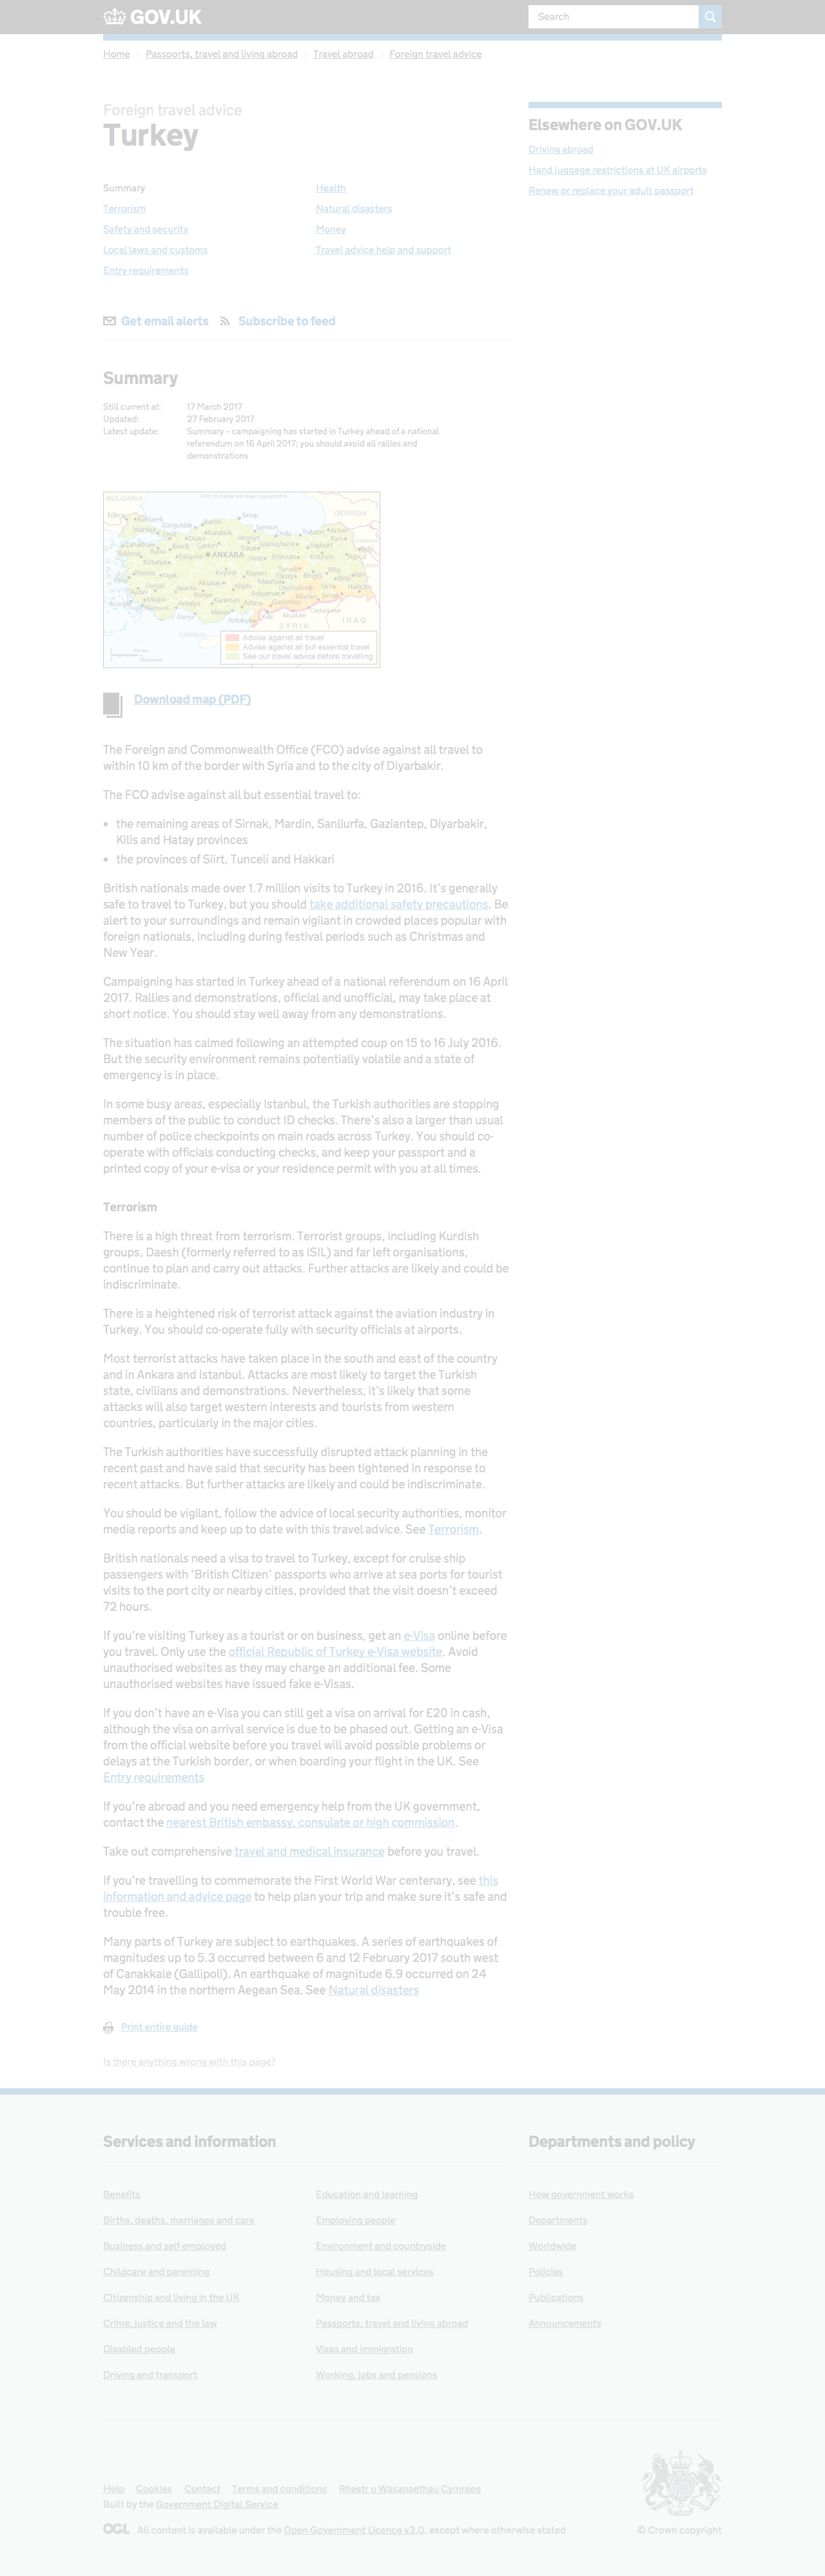 GOV.UK
Search
Home Passports, travel and living abroad Travel abroad Foreign travel advice
Foreign travel advice
Turkey
Summary
Terrorism
Safety and security
Local laws and customs
Entry requirements
Health
Natural disasters
Money
Travel advice help and support
Elsewhere on GOV.UK
Driving abroad
Hand luggage restrictions at UK airports
Renew or replace your adult passport
Get email alerts Subscribe to feed
Summary
Still current at: 17 March 2017
Updated: 27 February 2017
Latest update: Summary – campaigning has started in Turkey ahead of a national
referendum on 16 April 2017; you should avoid all rallies and
demonstrations
BULGARIA
GEORGIA
ANKARA
SYRIA
IRAQ
CYPRUS
Advise against all travel
Advise against all but essential travel
See our travel advice before travelling
Download map (PDF)
The Foreign and Commonwealth Office (FCO) advise against all travel to
within 10 km of the border with Syria and to the city of Diyarbakir.
The FCO advise against all but essential travel to:
• the remaining areas of Sirnak, Mardin, Sanliurfa, Gaziantep, Diyarbakir,
Kilis and Hatay provinces
• the provinces of Siirt, Tunceli and Hakkari
British nationals made over 1.7 million visits to Turkey in 2016. It's generally
safe to travel to Turkey, but you should take additional safety precautions. Be
alert to your surroundings and remain vigilant in crowded places popular with
foreign nationals, including during festival periods such as Christmas and
New Year.
Campaigning has started in Turkey ahead of a national referendum on 16 April
2017. Rallies and demonstrations, official and unofficial, may take place at
short notice. You should stay well away from any demonstrations.
The situation has calmed following an attempted coup on 15 to 16 July 2016.
But the security environment remains potentially volatile and a state of
emergency is in place.
In some busy areas, especially Istanbul, the Turkish authorities are stopping
members of the public to conduct ID checks. There's also a larger than usual
number of police checkpoints on main roads across Turkey. You should co-
operate with officials conducting checks, and keep your passport and a
printed copy of your e-visa or your residence permit with you at all times.
Terrorism
There is a high threat from terrorism. Terrorist groups, including Kurdish
groups, Daesh (formerly referred to as ISIL) and far left organisations,
continue to plan and carry out attacks. Further attacks are likely and could be
indiscriminate.
There is a heightened risk of terrorist attack against the aviation industry in
Turkey. You should co-operate fully with security officials at airports.
Most terrorist attacks have taken place in the south and east of the country
and in Ankara and Istanbul. Attacks are most likely to target the Turkish
state, civilians and demonstrations. Nevertheless, it's likely that some
attacks will also target western interests and tourists from western
countries, particularly in the major cities.
The Turkish authorities have successfully disrupted attack planning in the
recent past and have said that security has been tightened in response to
recent attacks. But further attacks are likely and could be indiscriminate.
You should be vigilant, follow the advice of local security authorities, monitor
media reports and keep up to date with this travel advice. See Terrorism.
British nationals need a visa to travel to Turkey, except for cruise ship
passengers with 'British Citizen' passports who arrive at sea ports for tourist
visits to the port city or nearby cities, provided that the visit doesn't exceed
72 hours.
If you're visiting Turkey as a tourist or on business, get an e-Visa online before
you travel. Only use the official Republic of Turkey e-Visa website. Avoid
unauthorised websites as they may charge an additional fee. Some
unauthorised websites have issued fake e-Visas.
If you don't have an e-Visa you can still get a visa on arrival for £20 in cash,
although the visa on arrival service is due to be phased out. Getting an e-Visa
from the official website before you travel will avoid possible problems or
delays at the Turkish border, or when boarding your flight in the UK. See
Entry requirements
If you're abroad and you need emergency help from the UK government,
contact the nearest British embassy, consulate or high commission.
Take out comprehensive travel and medical insurance before you travel.
If you're travelling to commemorate the First World War centenary, see this
information and advice page to help plan your trip and make sure it's safe and
trouble free.
Many parts of Turkey are subject to earthquakes. A series of earthquakes of
magnitudes up to 5.3 occurred between 6 and 12 February 2017 south west
of Canakkale (Gallipoli). An earthquake of magnitude 6.9 occurred on 24
May 2014 in the northern Aegean Sea. See Natural disasters
Print entire guide
Is there anything wrong with this page?
Services and information
Benefits
Births, deaths, marriages and care
Business and self-employed
Childcare and parenting
Citizenship and living in the UK
Crime, justice and the law
Disabled people
Driving and transport
Education and learning
Employing people
Environment and countryside
Housing and local services
Money and tax
Passports, travel and living abroad
Visas and immigration
Working, jobs and pensions
Departments and policy
How government works
Departments
Worldwide
Policies
Publications
Announcements
Help Cookies Contact Terms and conditions Rhestr o Wasanaethau Cymraeg
Built by the Government Digital Service
OGL All content is available under the Open Government Licence v3.0, except where otherwise stated
© Crown copyright